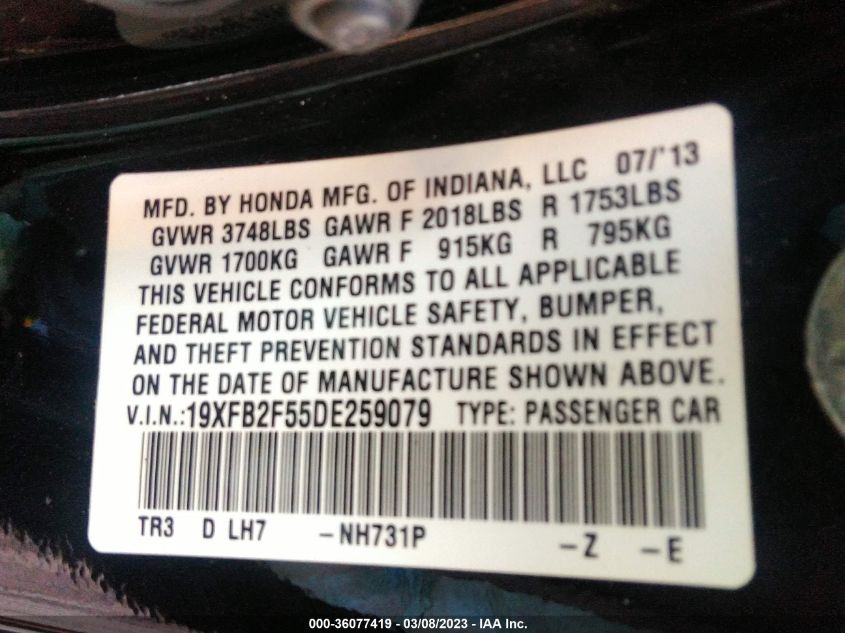 MFD. BY HONDA MFG. OF INDIANA, LLC 07/'13
GVWR 3748LBS GAWR F 2018LBS R 1753LBS
GVWR 1700KG GAWR F 915KG R 795KG
THIS VEHICLE CONFORMS TO ALL APPLICABLE
FEDERAL MOTOR VEHICLE SAFETY, BUMPER,
AND THEFT PREVENTION STANDARDS IN EFFECT
ON THE DATE OF MANUFACTURE SHOWN ABOVE.
V.I.N.:19XFB2F55DE259079 TYPE: PASSENGER CAR
TR3 D LH7 -NH731P -Z -E
000-36077419 - 03/08/2023 - IAA Inc.